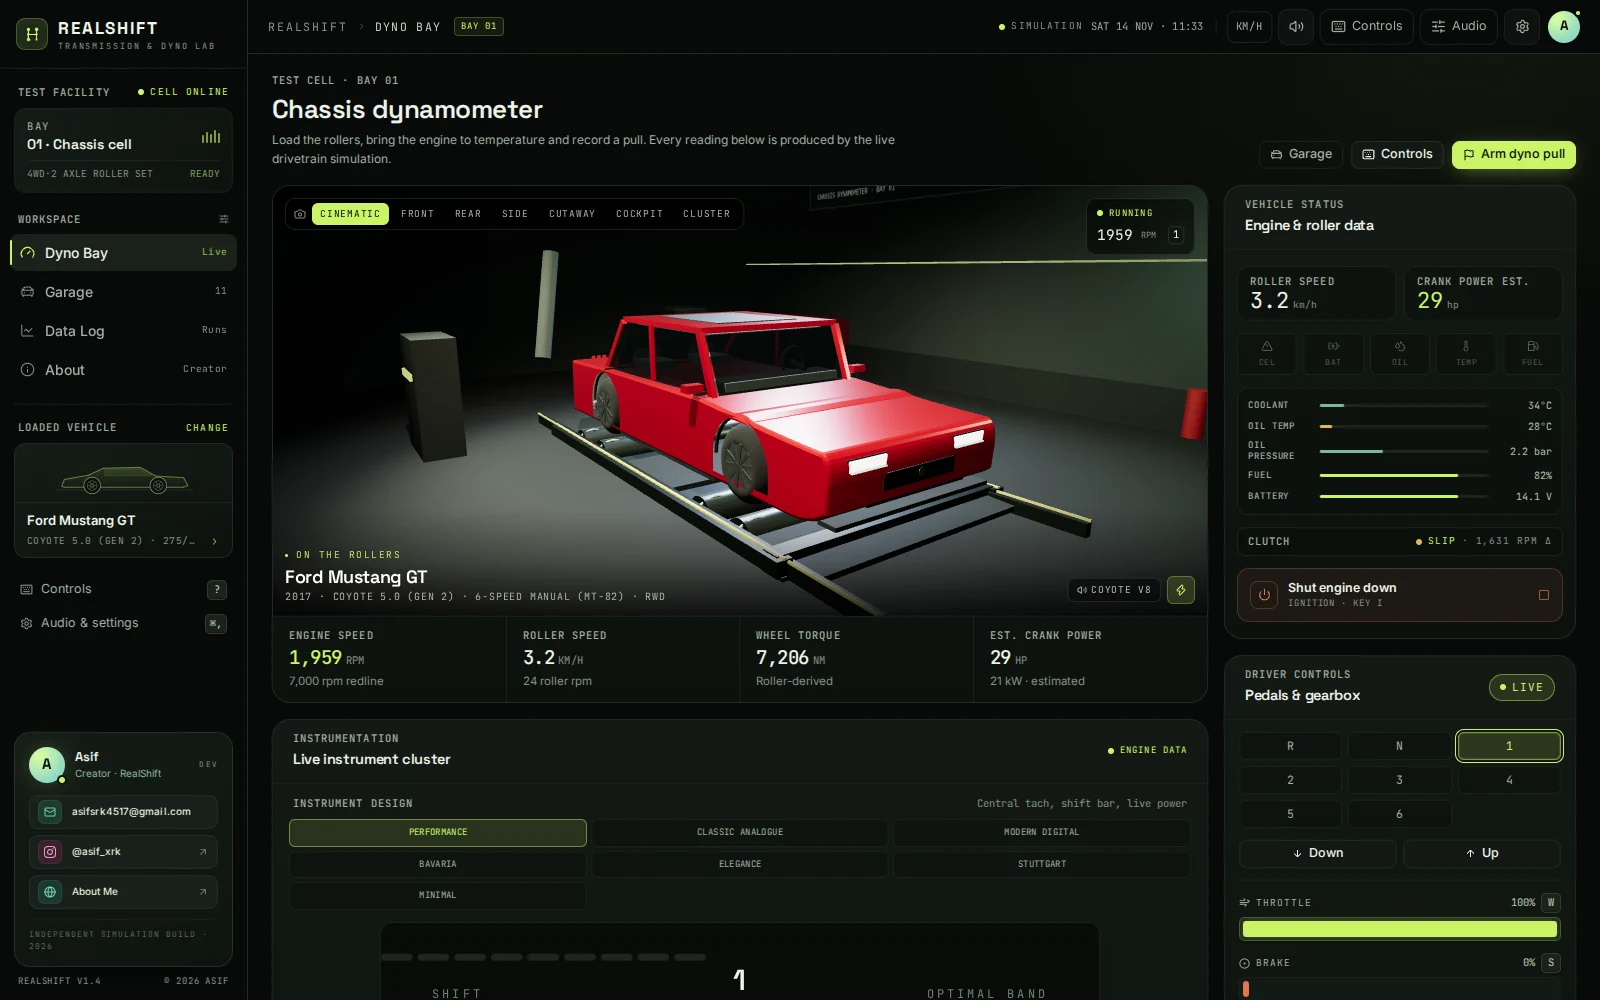 REALSHIFT
TRANSMISSION & DYNO LAB
TEST FACILITY
CELL ONLINE
BAY
01 · Chassis cell
4WD-2 AXLE ROLLER SET
READY
WORKSPACE
Dyno Bay
Live
Garage
11
Data Log
Runs
About
Creator
LOADED VEHICLE
CHANGE
Ford Mustang GT
COYOTE 5.0 (GEN 2) · 275/…
Controls
?
Audio & settings
⌘,
A
Asif
Creator · RealShift
DEV
asifsrk4517@gmail.com
@asif_xrk
About Me
INDEPENDENT SIMULATION BUILD ·
2026
REALSHIFT V1.4
© 2026 ASIF
REALSHIFT › DYNO BAY
BAY 01
SIMULATION
SAT 14 NOV · 11:33
KM/H
Controls
Audio
A
TEST CELL · BAY 01
Chassis dynamometer
Load the rollers, bring the engine to temperature and record a pull. Every reading below is produced by the live
drivetrain simulation.
Garage
Controls
Arm dyno pull
CINEMATIC
FRONT
REAR
SIDE
CUTAWAY
COCKPIT
CLUSTER
CHASSIS DYNAMOMETER · BAY 01
RUNNING
1959 RPM 1
ON THE ROLLERS
Ford Mustang GT
2017 · COYOTE 5.0 (GEN 2) · 6-SPEED MANUAL (MT-82) · RWD
COYOTE V8
ENGINE SPEED
1,959 RPM
7,000 rpm redline
ROLLER SPEED
3.2 KM/H
24 roller rpm
WHEEL TORQUE
7,206 NM
Roller-derived
EST. CRANK POWER
29 HP
21 kW · estimated
INSTRUMENTATION
Live instrument cluster
ENGINE DATA
INSTRUMENT DESIGN
Central tach, shift bar, live power
PERFORMANCE
CLASSIC ANALOGUE
MODERN DIGITAL
BAVARIA
ELEGANCE
STUTTGART
MINIMAL
1
SHIFT
OPTIMAL BAND
VEHICLE STATUS
Engine & roller data
ROLLER SPEED
3.2 km/h
CRANK POWER EST.
29 hp
CEL
BAT
OIL
TEMP
FUEL
COOLANT
34°C
OIL TEMP
28°C
OIL
PRESSURE
2.2 bar
FUEL
82%
BATTERY
14.1 V
CLUTCH
SLIP · 1,631 RPM Δ
Shut engine down
IGNITION · KEY I
DRIVER CONTROLS
Pedals & gearbox
LIVE
R
N
1
2
3
4
5
6
↓ Down
↑ Up
THROTTLE
100% W
BRAKE
0% S